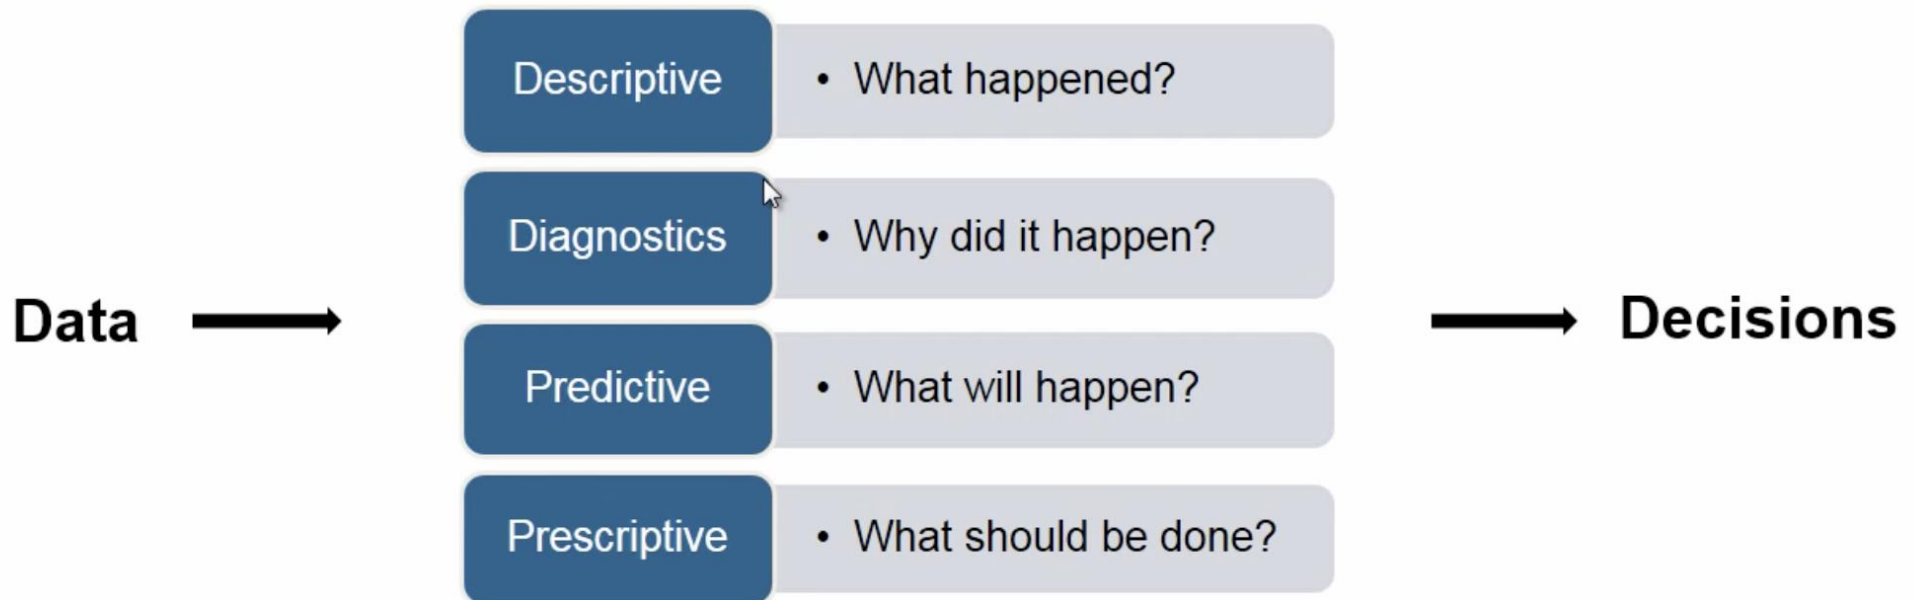 Descriptive
• What happened?
Diagnostics
• Why did it happen?
Data
Decisions
Predictive
• What will happen?
Prescriptive
• What should be done?